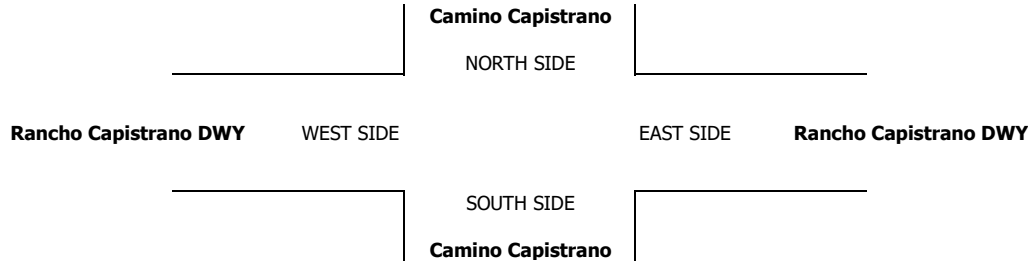 Camino Capistrano
NORTH SIDE
Rancho Capistrano DWY WEST SIDE EAST SIDE Rancho Capistrano DWY
SOUTH SIDE
Camino Capistrano